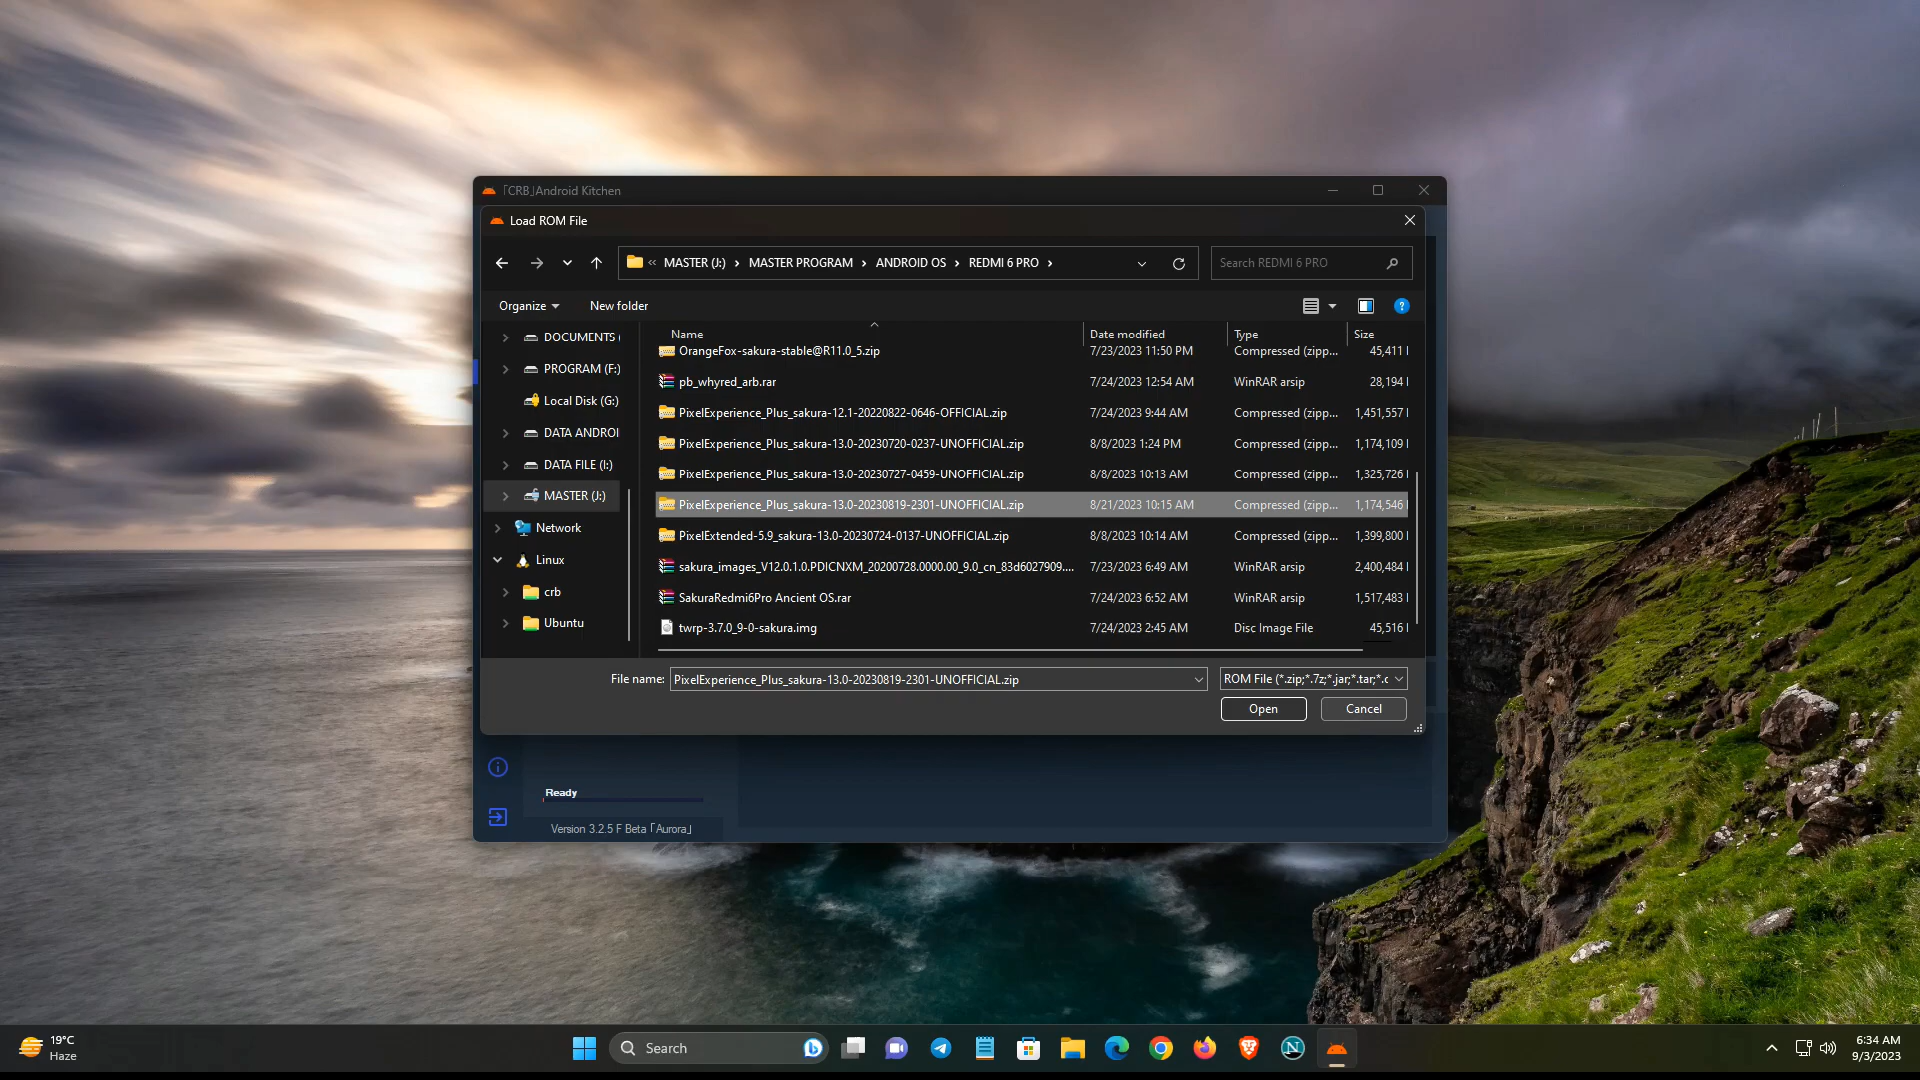 「CRB」Android Kitchen
Load ROM File
MASTER (J:) › MASTER PROGRAM › ANDROID OS › REDMI 6 PRO ›
Search REDMI 6 PRO
Organize
New folder
Name
Date modified
Type
Size
DOCUMENTS (
PROGRAM (F:)
Local Disk (G:)
DATA ANDROI
DATA FILE (I:)
MASTER (J:)
Network
Linux
crb
Ubuntu
OrangeFox-sakura-stable@R11.0_5.zip 7/23/2023 11:50 PM Compressed (zipp... 45,411
pb_whyred_arb.rar 7/24/2023 12:54 AM WinRAR arsip 28,194
PixelExperience_Plus_sakura-12.1-20220822-0646-OFFICIAL.zip 7/24/2023 9:44 AM Compressed (zipp... 1,451,557
PixelExperience_Plus_sakura-13.0-20230720-0237-UNOFFICIAL.zip 8/8/2023 1:24 PM Compressed (zipp... 1,174,109
PixelExperience_Plus_sakura-13.0-20230727-0459-UNOFFICIAL.zip 8/8/2023 10:13 AM Compressed (zipp... 1,325,726
PixelExperience_Plus_sakura-13.0-20230819-2301-UNOFFICIAL.zip 8/21/2023 10:15 AM Compressed (zipp... 1,174,546
PixelExtended-5.9_sakura-13.0-20230724-0137-UNOFFICIAL.zip 8/8/2023 10:14 AM Compressed (zipp... 1,399,800
sakura_images_V12.0.1.0.PDICNXM_20200728.0000.00_9.0_cn_83d6027909.... 7/23/2023 6:49 AM WinRAR arsip 2,400,484
SakuraRedmi6Pro Ancient OS.rar 7/24/2023 6:52 AM WinRAR arsip 1,517,483
twrp-3.7.0_9-0-sakura.img 7/24/2023 2:45 AM Disc Image File 45,516
File name: PixelExperience_Plus_sakura-13.0-20230819-2301-UNOFFICIAL.zip
ROM File (*.zip;*.7z;*.jar;*.tar;*.c
Open
Cancel
Ready
Version 3.2.5 F Beta「Aurora」
19°C
Haze
Search
6:34 AM
9/3/2023